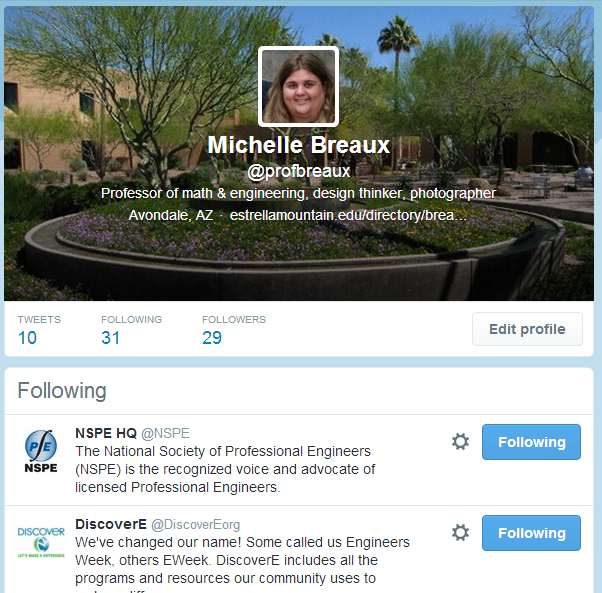 Michelle Breaux
@profbreaux
Professor of math & engineering, design thinker, photographer
Avondale, AZ · estrellamountain.edu/directory/brea...
TWEETS FOLLOWING FOLLOWERS
10 31 29
Edit profile
Following
NSPE HQ @NSPE
The National Society of Professional Engineers
(NSPE) is the recognized voice and advocate of
licensed Professional Engineers.
Following
PE
NSPE
DiscoverE @DiscoverEorg
We've changed our name! Some called us Engineers
Week, others EWeek. DiscoverE includes all the
programs and resources our community uses to
Following
DISCOVER
LET'S MAKE A DIFFERENCE